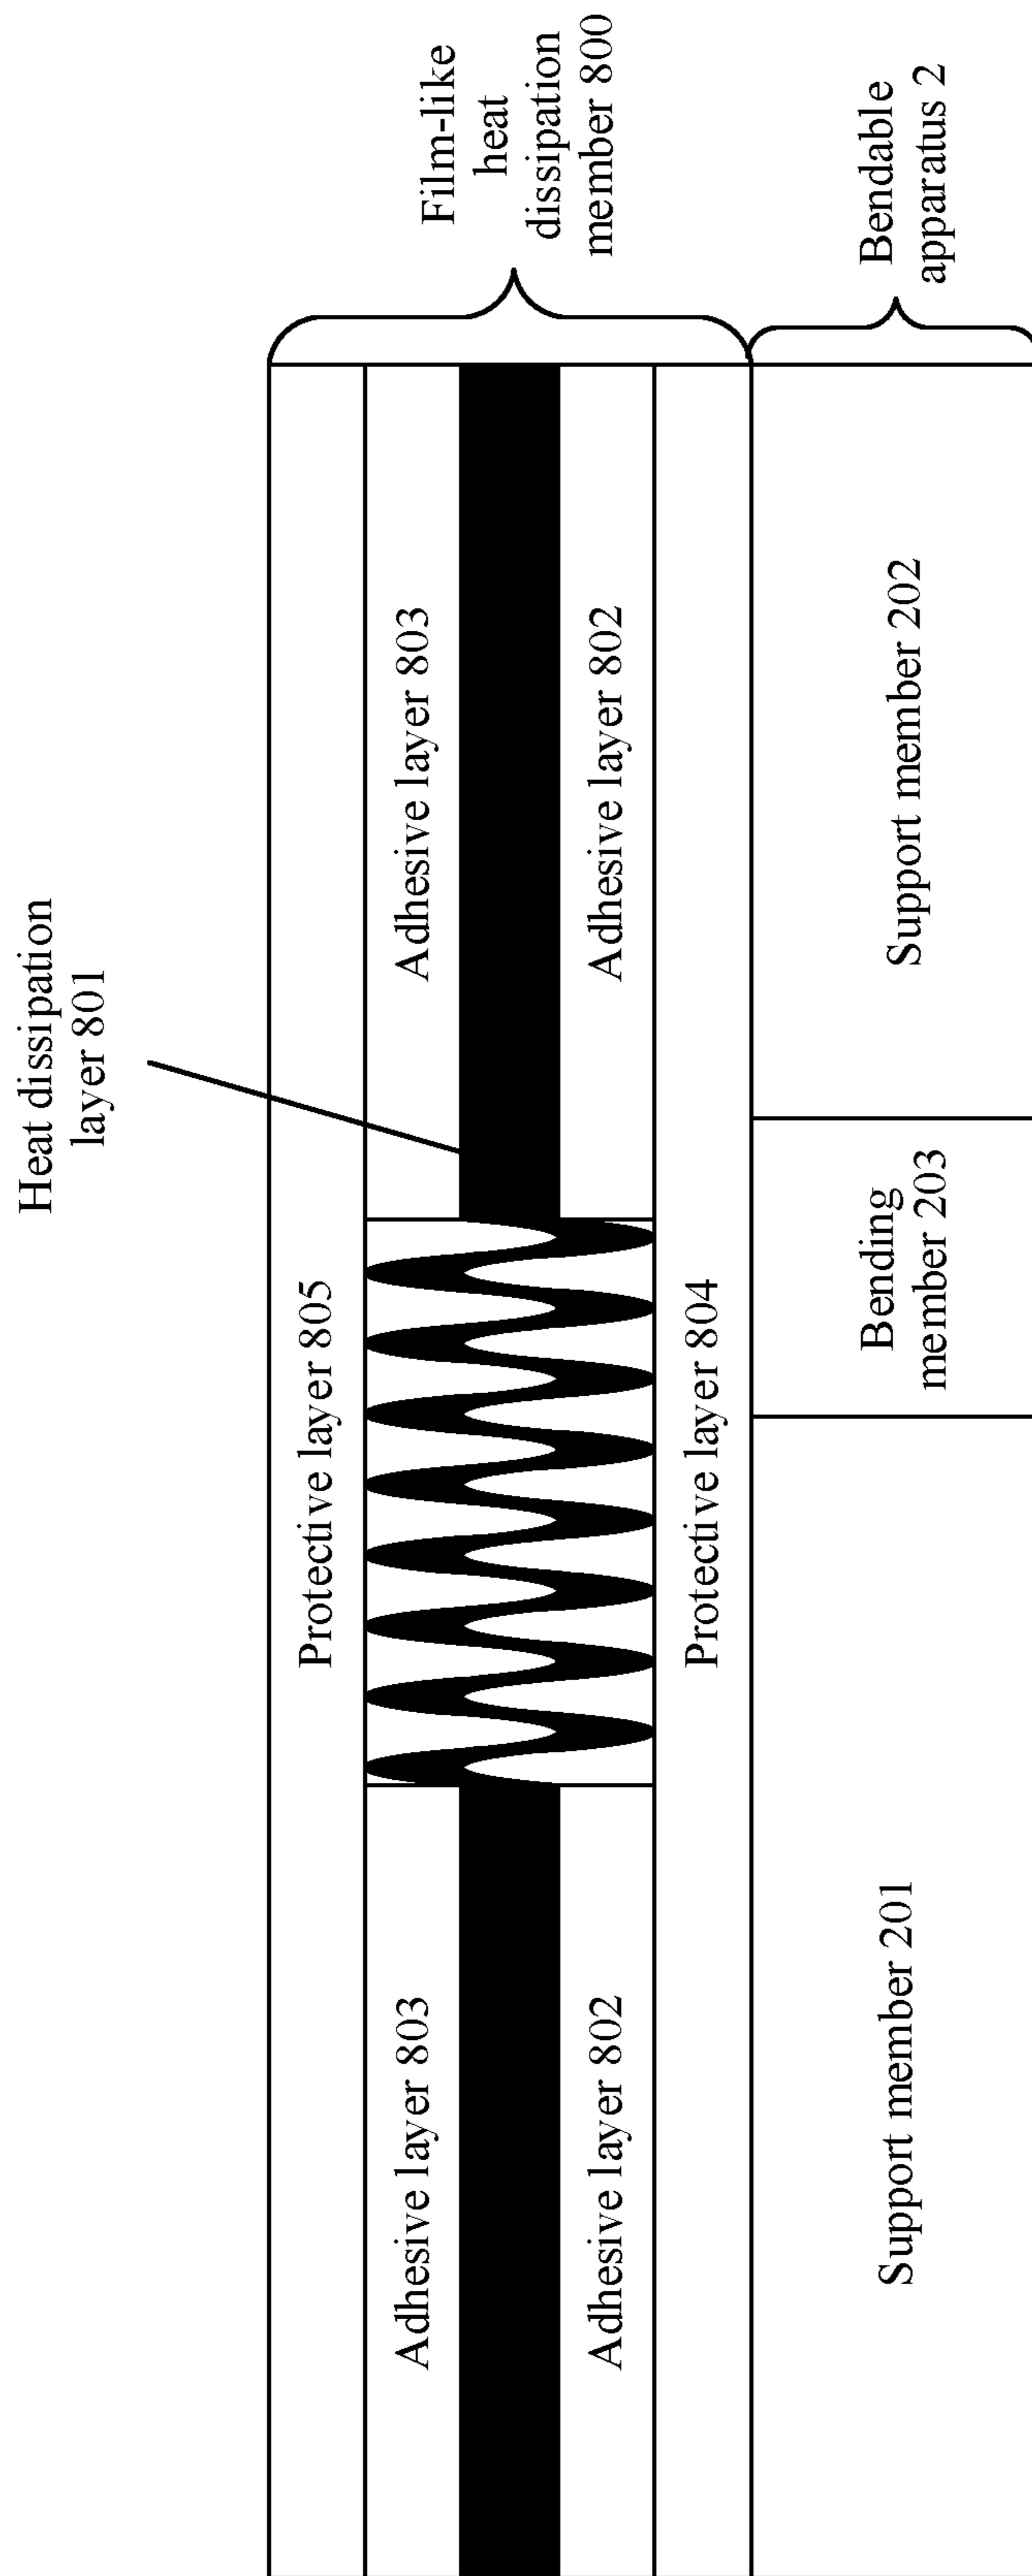 Heat dissipation
layer 801
Film-like
heat
dissipation
member 800
Protective layer 805
Adhesive layer 803
Adhesive layer 803
Adhesive layer 802
Adhesive layer 802
Protective layer 804
Bendable
apparatus 2
Support member 201
Bending
member 203
Support member 202